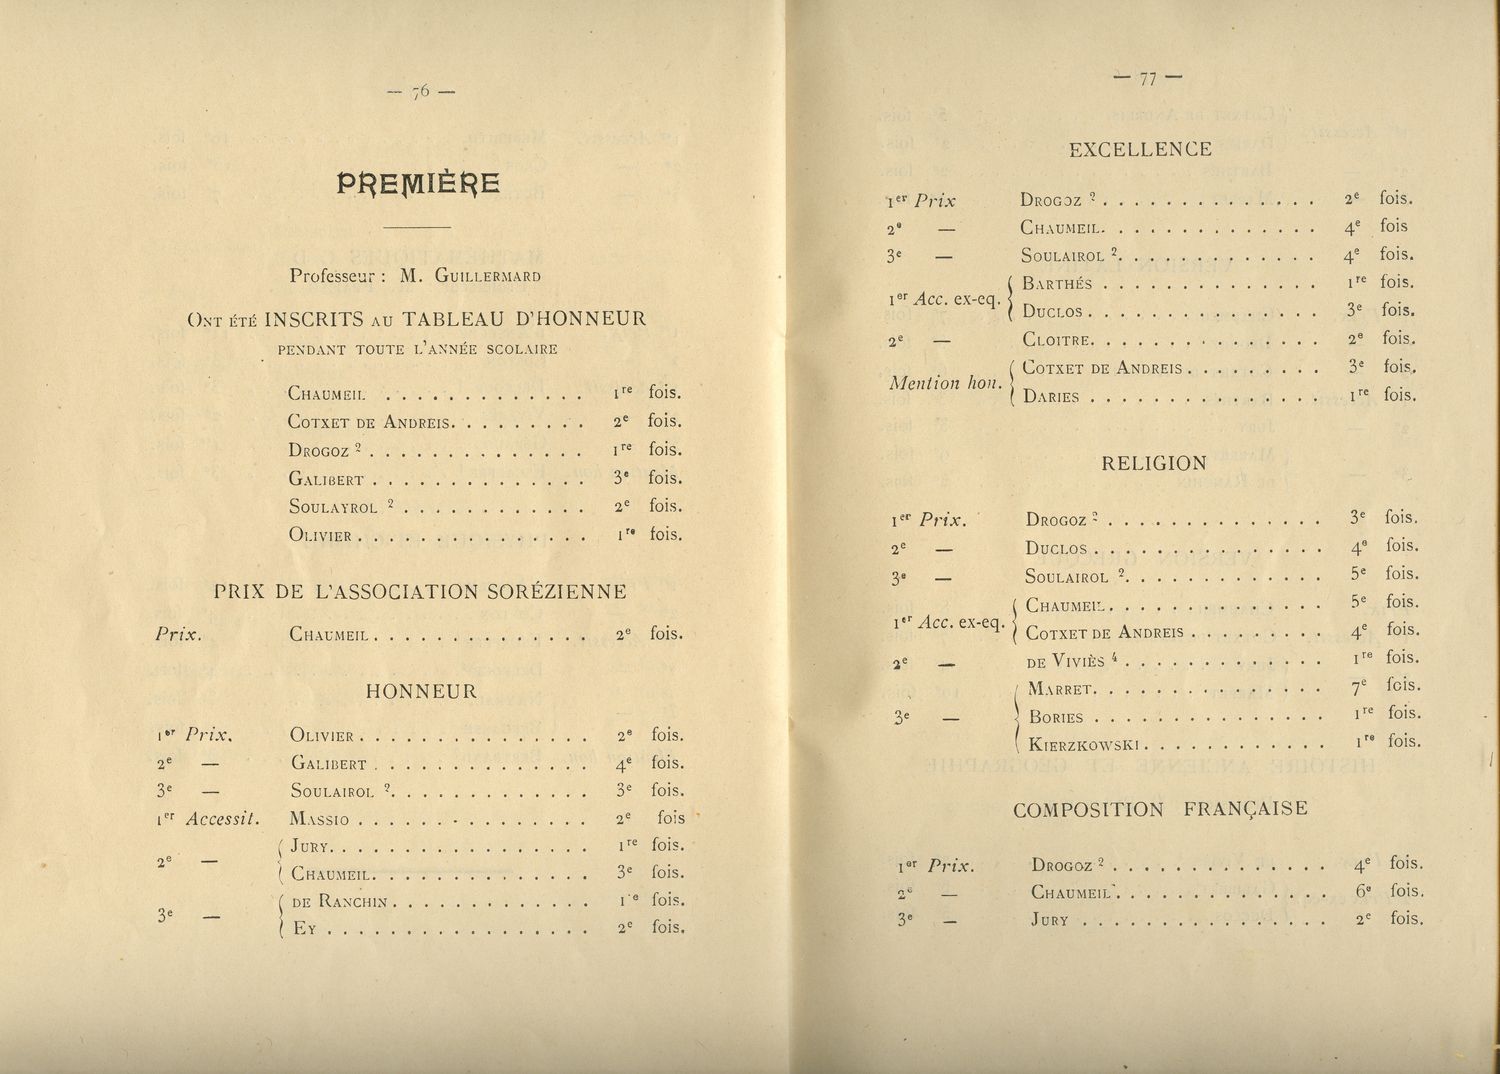 — 76 —
PREMIÈRE
Professeur : M. Guillermard
Ont été INSCRITS au TABLEAU D'HONNEUR
PENDANT TOUTE L'ANNÉE SCOLAIRE
Chaumeil . . . . . . . . . . . . . 1re fois.
Cotxet de Andreis. . . . . . . . . 2e fois.
Drogoz 2 . . . . . . . . . . . . . . 1re fois.
Galibert . . . . . . . . . . . . . . 3e fois.
Soulayrol 2 . . . . . . . . . . . . 2e fois.
Olivier . . . . . . . . . . . . . . . 1re fois.
PRIX DE L'ASSOCIATION SORÉZIENNE
Prix. Chaumeil . . . . . . . . . . . . . . 2e fois.
HONNEUR
1er Prix. Olivier . . . . . . . . . . . . . . . 2e fois.
2e — Galibert . . . . . . . . . . . . . . 4e fois.
3e — Soulairol 2. . . . . . . . . . . . . 3e fois.
1er Accessit. Massio . . . . . . . . . . . . . . . 2e fois
2e — { Jury. . . . . . . . . . . . . . . . . 1re fois.
{ Chaumeil. . . . . . . . . . . . . . 3e fois.
3e — { de Ranchin . . . . . . . . . . . . . 1re fois.
{ Ey . . . . . . . . . . . . . . . . . 2e fois.
— 77 —
EXCELLENCE
1er Prix Drogoz 2 . . . . . . . . . . . . . . 2e fois.
2e — Chaumeil. . . . . . . . . . . . . . 4e fois
3e — Soulairol 2. . . . . . . . . . . . . 4e fois.
1er Acc. ex-eq. { Barthés . . . . . . . . . . . . . . 1re fois.
{ Duclos . . . . . . . . . . . . . . . 3e fois.
2e — Cloitre. . . . . . . . . . . . . . . 2e fois.
Mention hon. { Cotxet de Andreis . . . . . . . . . 3e fois.
{ Daries . . . . . . . . . . . . . . . 1re fois.
RELIGION
1er Prix. Drogoz 2 . . . . . . . . . . . . . . 3e fois.
2e — Duclos . . . . . . . . . . . . . . . 4e fois.
3e — Soulairol 2. . . . . . . . . . . . . 5e fois.
1er Acc. ex-eq. { Chaumeil. . . . . . . . . . . . . . 5e fois.
{ Cotxet de Andreis . . . . . . . . . 4e fois.
2e — de Viviès 4 . . . . . . . . . . . . . 1re fois.
{ Marret. . . . . . . . . . . . . . . 7e fois.
3e — { Bories . . . . . . . . . . . . . . . 1re fois.
{ Kierzkowski . . . . . . . . . . . . 1re fois.
COMPOSITION FRANÇAISE
1er Prix. Drogoz 2 . . . . . . . . . . . . . . 4e fois.
2e — Chaumeil . . . . . . . . . . . . . . 6e fois.
3e — Jury . . . . . . . . . . . . . . . . 2e fois.